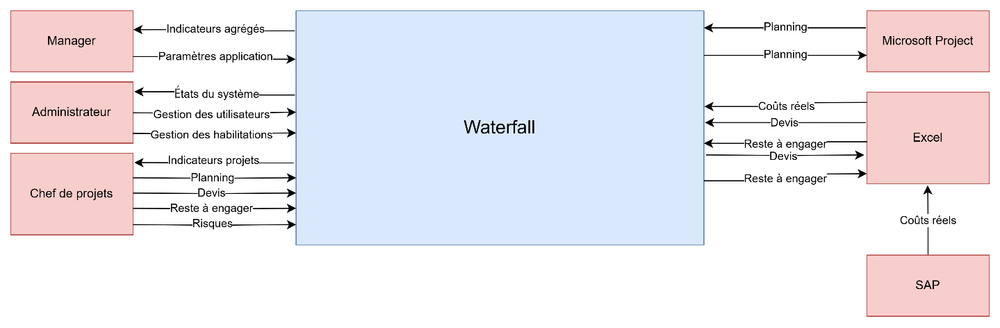 Manager
Indicateurs agrégés
Paramètres application
Administrateur
États du système
Gestion des utilisateurs
Gestion des habilitations
Chef de projets
Indicateurs projets
Planning
Devis
Reste à engager
Risques
Waterfall
Planning
Planning
Microsoft Project
Coûts réels
Devis
Reste à engager
Devis
Reste à engager
Excel
Coûts réels
SAP